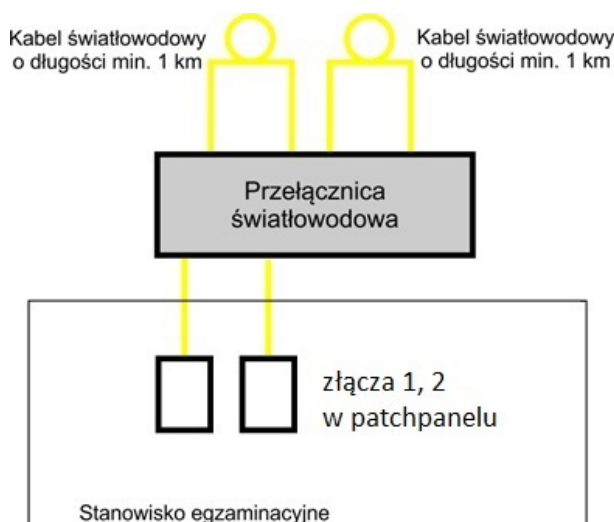 Kabel światłowodowy
o długości min. 1 km
Kabel światłowodowy
o długości min. 1 km
Przełącznica
światłowodowa
złącza 1, 2
w patchpanelu
Stanowisko egzaminacyjne